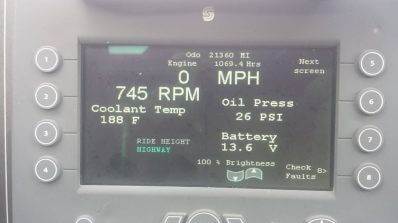 Odo 21360 MI
Engine 1069.4 Hrs
Next
screen
0 MPH
745 RPM
Coolant Temp
188 F
Oil Press
26 PSI
RIDE HEIGHT
HIGHWAY
Battery
13.6 V
100 % Brightness
Check 8>
Faults
1
2
3
4
5
6
7
8